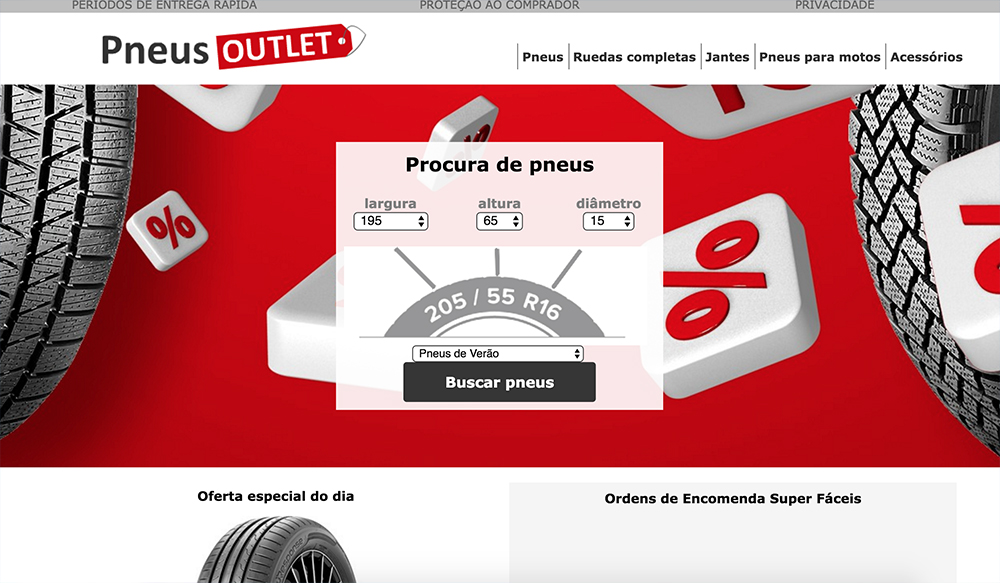 PERÍODOS DE ENTREGA RÁPIDA
PROTEÇÃO AO COMPRADOR
PRIVACIDADE
Pneus OUTLET
Pneus
Ruedas completas
Jantes
Pneus para motos
Acessórios
Procura de pneus
largura
altura
diâmetro
195
65
15
%
%
205 / 55 R16
Pneus de Verão
Buscar pneus
Oferta especial do dia
Ordens de Encomenda Super Fáceis